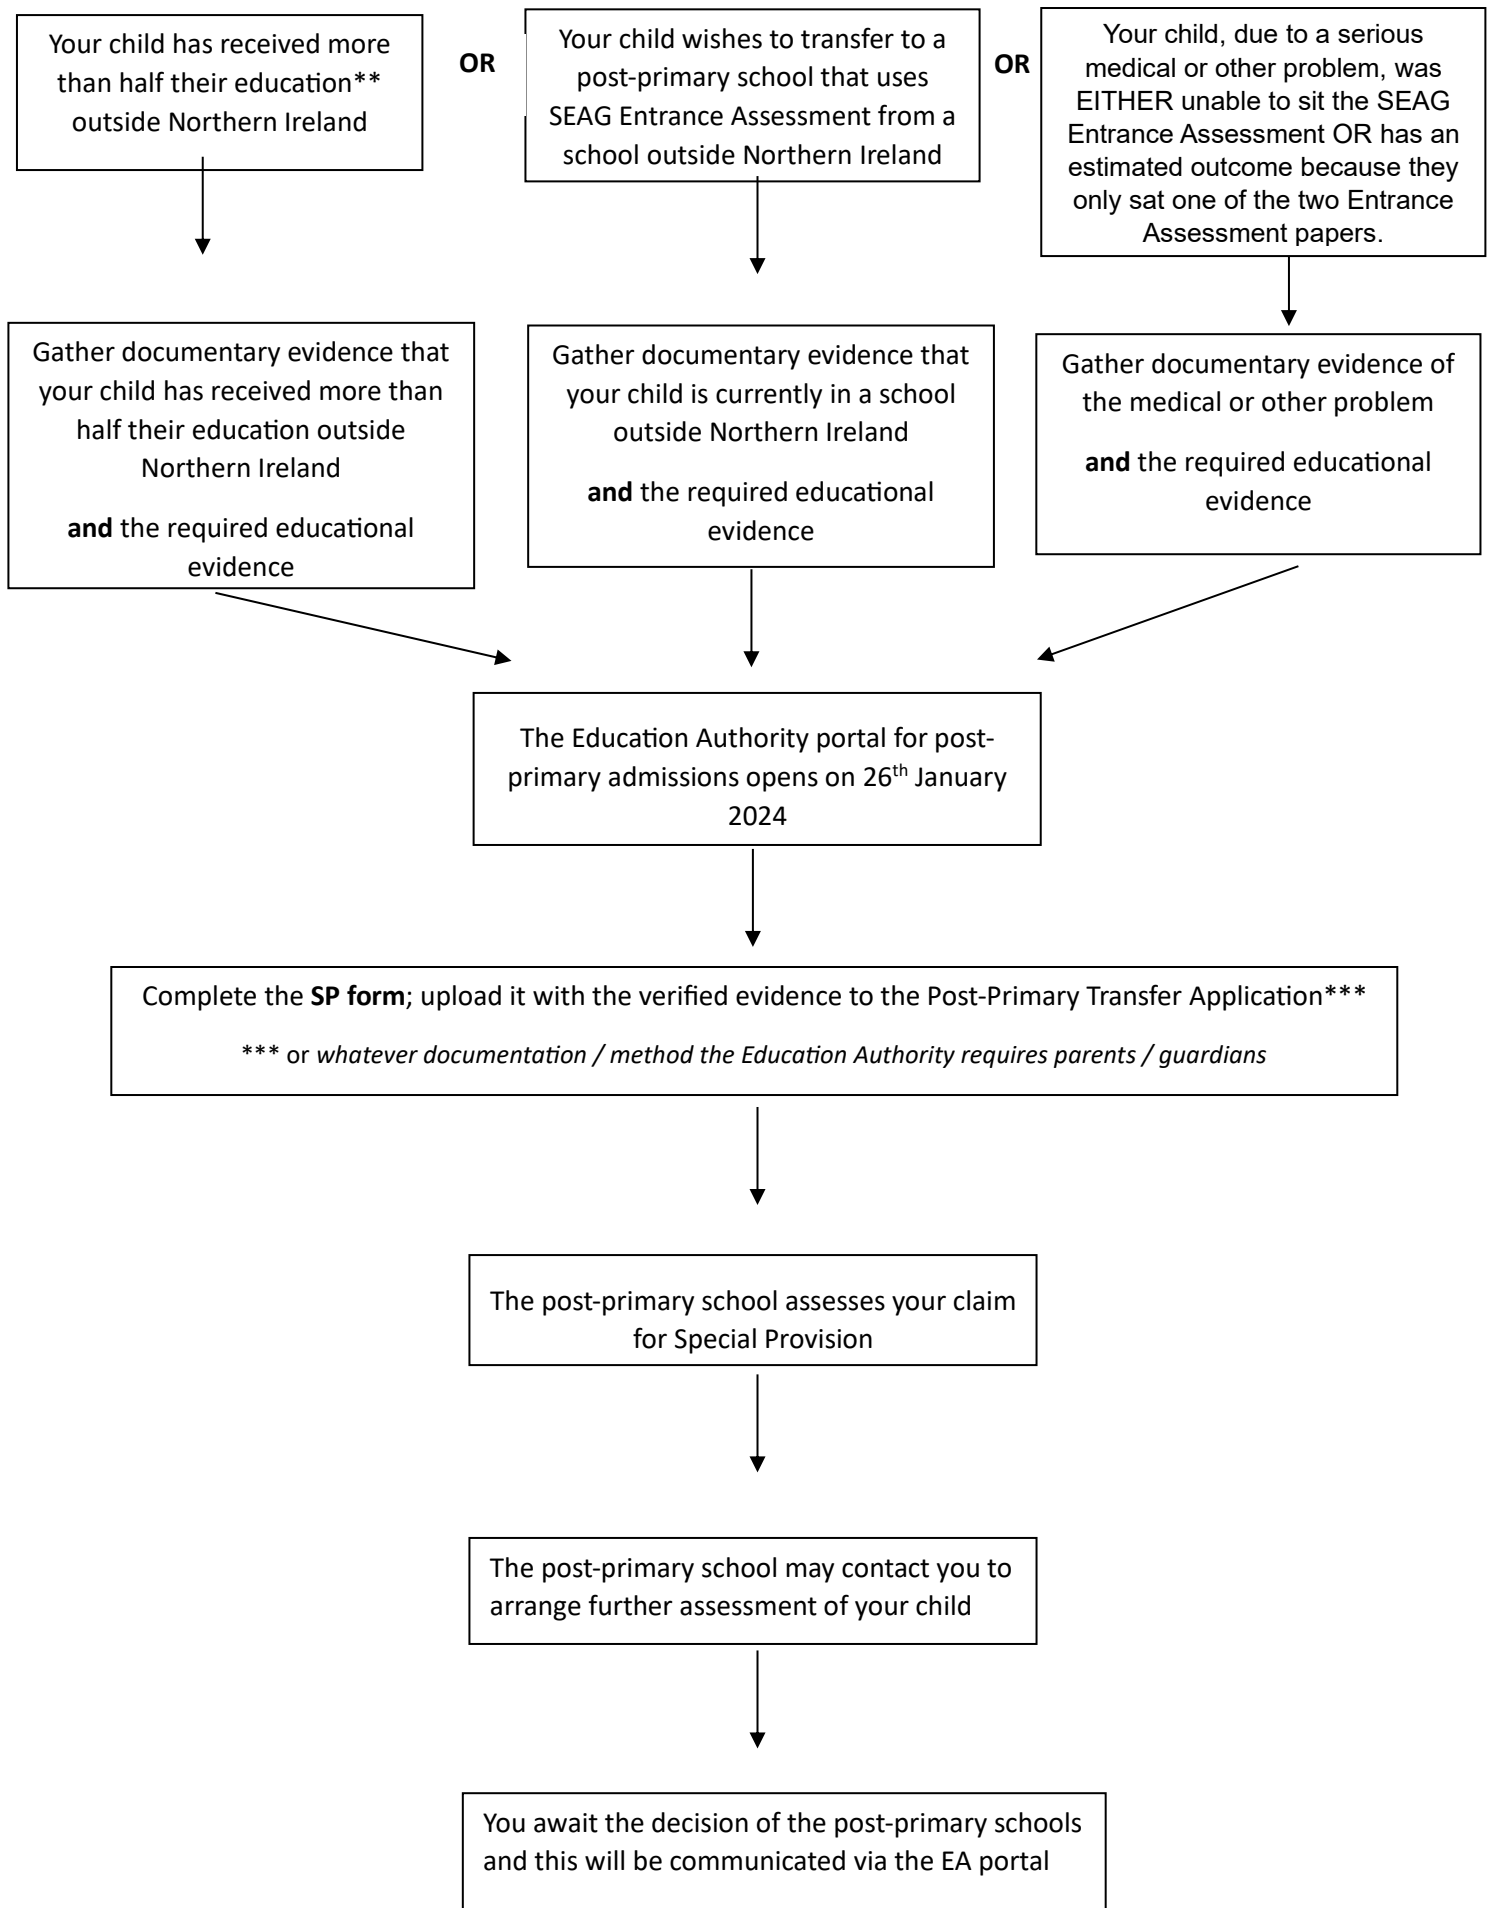 Your child has received more
than half their education**
outside Northern Ireland
OR
Your child wishes to transfer to a
post-primary school that uses
SEAG Entrance Assessment from a
school outside Northern Ireland
OR
Your child, due to a serious
medical or other problem, was
EITHER unable to sit the SEAG
Entrance Assessment OR has an
estimated outcome because they
only sat one of the two Entrance
Assessment papers.
Gather documentary evidence that
your child has received more than
half their education outside
Northern Ireland
and the required educational
evidence
Gather documentary evidence that
your child is currently in a school
outside Northern Ireland
and the required educational
evidence
Gather documentary evidence of
the medical or other problem
and the required educational
evidence
The Education Authority portal for post-
primary admissions opens on 26th January
2024
Complete the SP form; upload it with the verified evidence to the Post-Primary Transfer Application***
*** or whatever documentation / method the Education Authority requires parents / guardians
The post-primary school assesses your claim
for Special Provision
The post-primary school may contact you to
arrange further assessment of your child
You await the decision of the post-primary schools
and this will be communicated via the EA portal